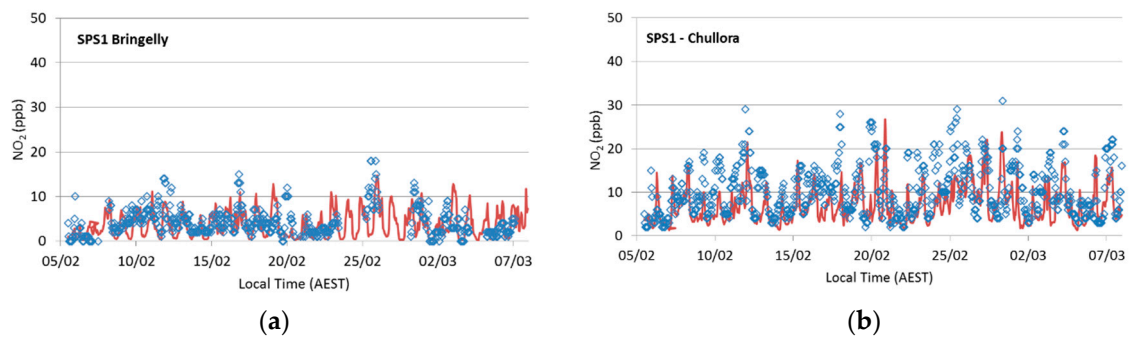 SPS1 Bringelly
NO2 (ppb)
50
40
30
20
10
0
05/02 10/02 15/02 20/02 25/02 02/03 07/03
Local Time (AEST)
(a)
SPS1 - Chullora
NO2 (ppb)
50
40
30
20
10
0
05/02 10/02 15/02 20/02 25/02 02/03 07/03
Local Time (AEST)
(b)